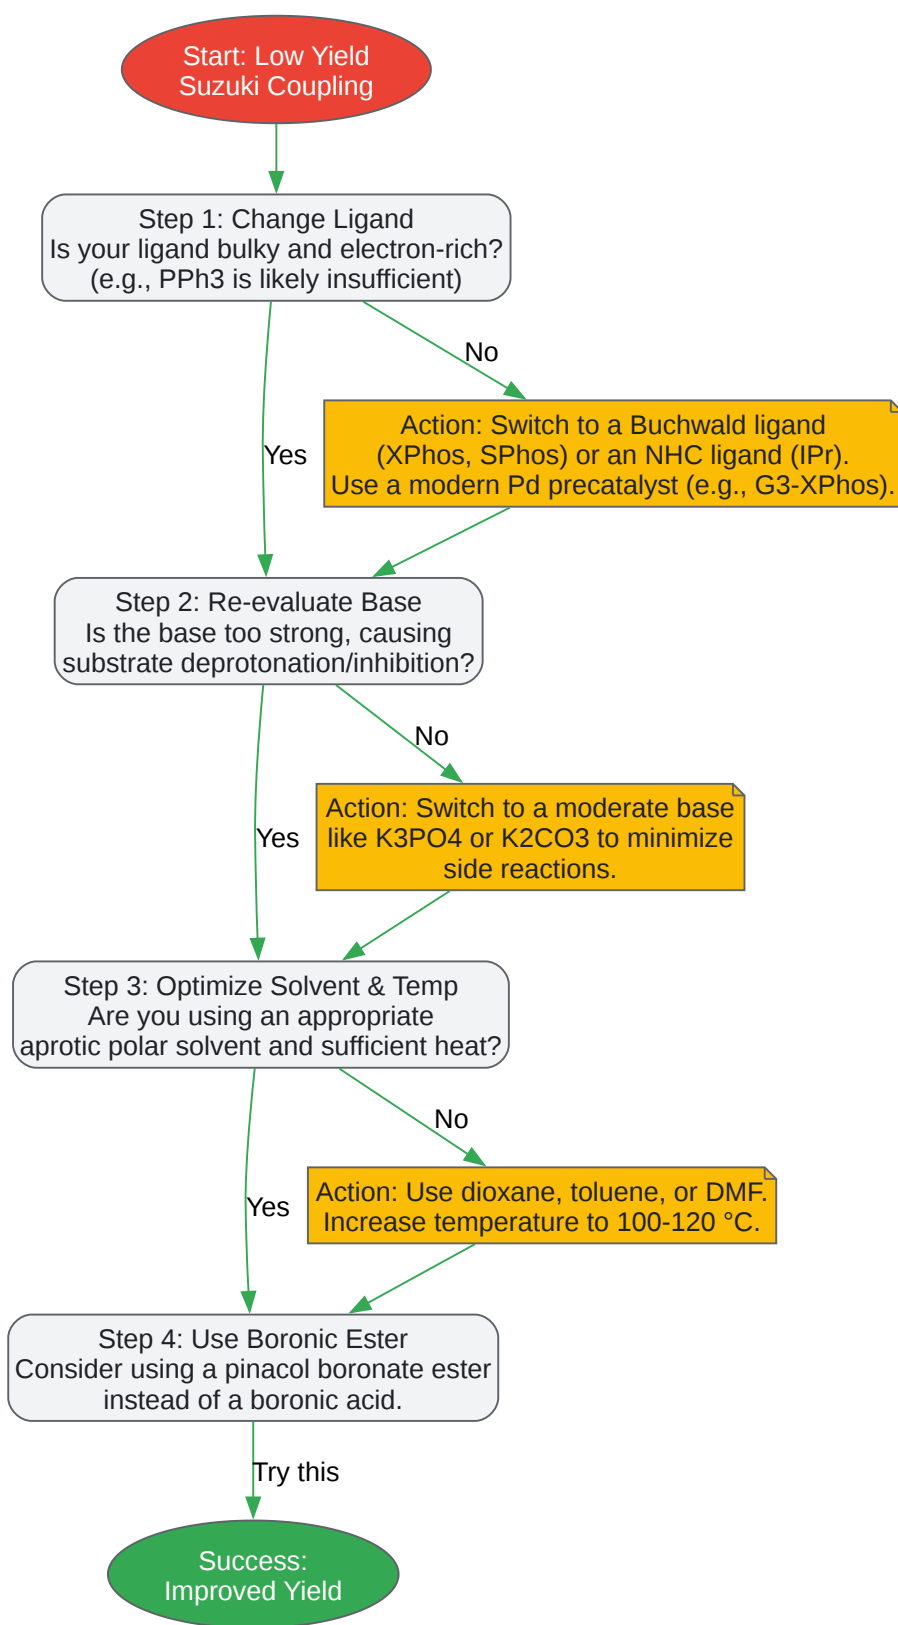 Start: Low Yield
Suzuki Coupling
Step 1: Change Ligand
Is your ligand bulky and electron-rich?
(e.g., PPh3 is likely insufficient)
No
Action: Switch to a Buchwald ligand
(XPhos, SPhos) or an NHC ligand (IPr).
Use a modern Pd precatalyst (e.g., G3-XPhos).
Yes
Step 2: Re-evaluate Base
Is the base too strong, causing
substrate deprotonation/inhibition?
No
Action: Switch to a moderate base
like K3PO4 or K2CO3 to minimize
side reactions.
Yes
Step 3: Optimize Solvent & Temp
Are you using an appropriate
aprotic polar solvent and sufficient heat?
No
Action: Use dioxane, toluene, or DMF.
Increase temperature to 100-120 °C.
Yes
Step 4: Use Boronic Ester
Consider using a pinacol boronate ester
instead of a boronic acid.
Try this
Success:
Improved Yield